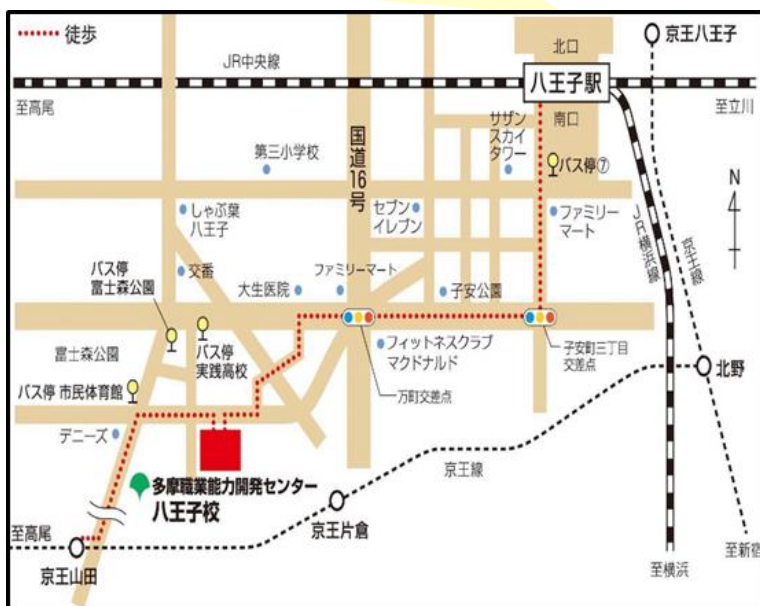 徒歩
北口
京王八王子
JR中央線
八王子駅
至高尾
至立川
南口
サザン
スカイ
タワー
バス停⑦
国道16号
第三小学校
N
しゃぶ葉
八王子
セブン
イレブン
ファミリー
マート
JR横浜線
京王線
バス停
富士森公園
交番
大生医院
ファミリーマート
子安公園
富士森公園
バス停
実践高校
フィットネスクラブ
マクドナルド
子安町三丁目
交差点
バス停 市民体育館
万町交差点
北野
デニーズ
京王線
多摩職業能力開発センター
八王子校
京王片倉
至高尾
京王山田
至横浜
至新宿